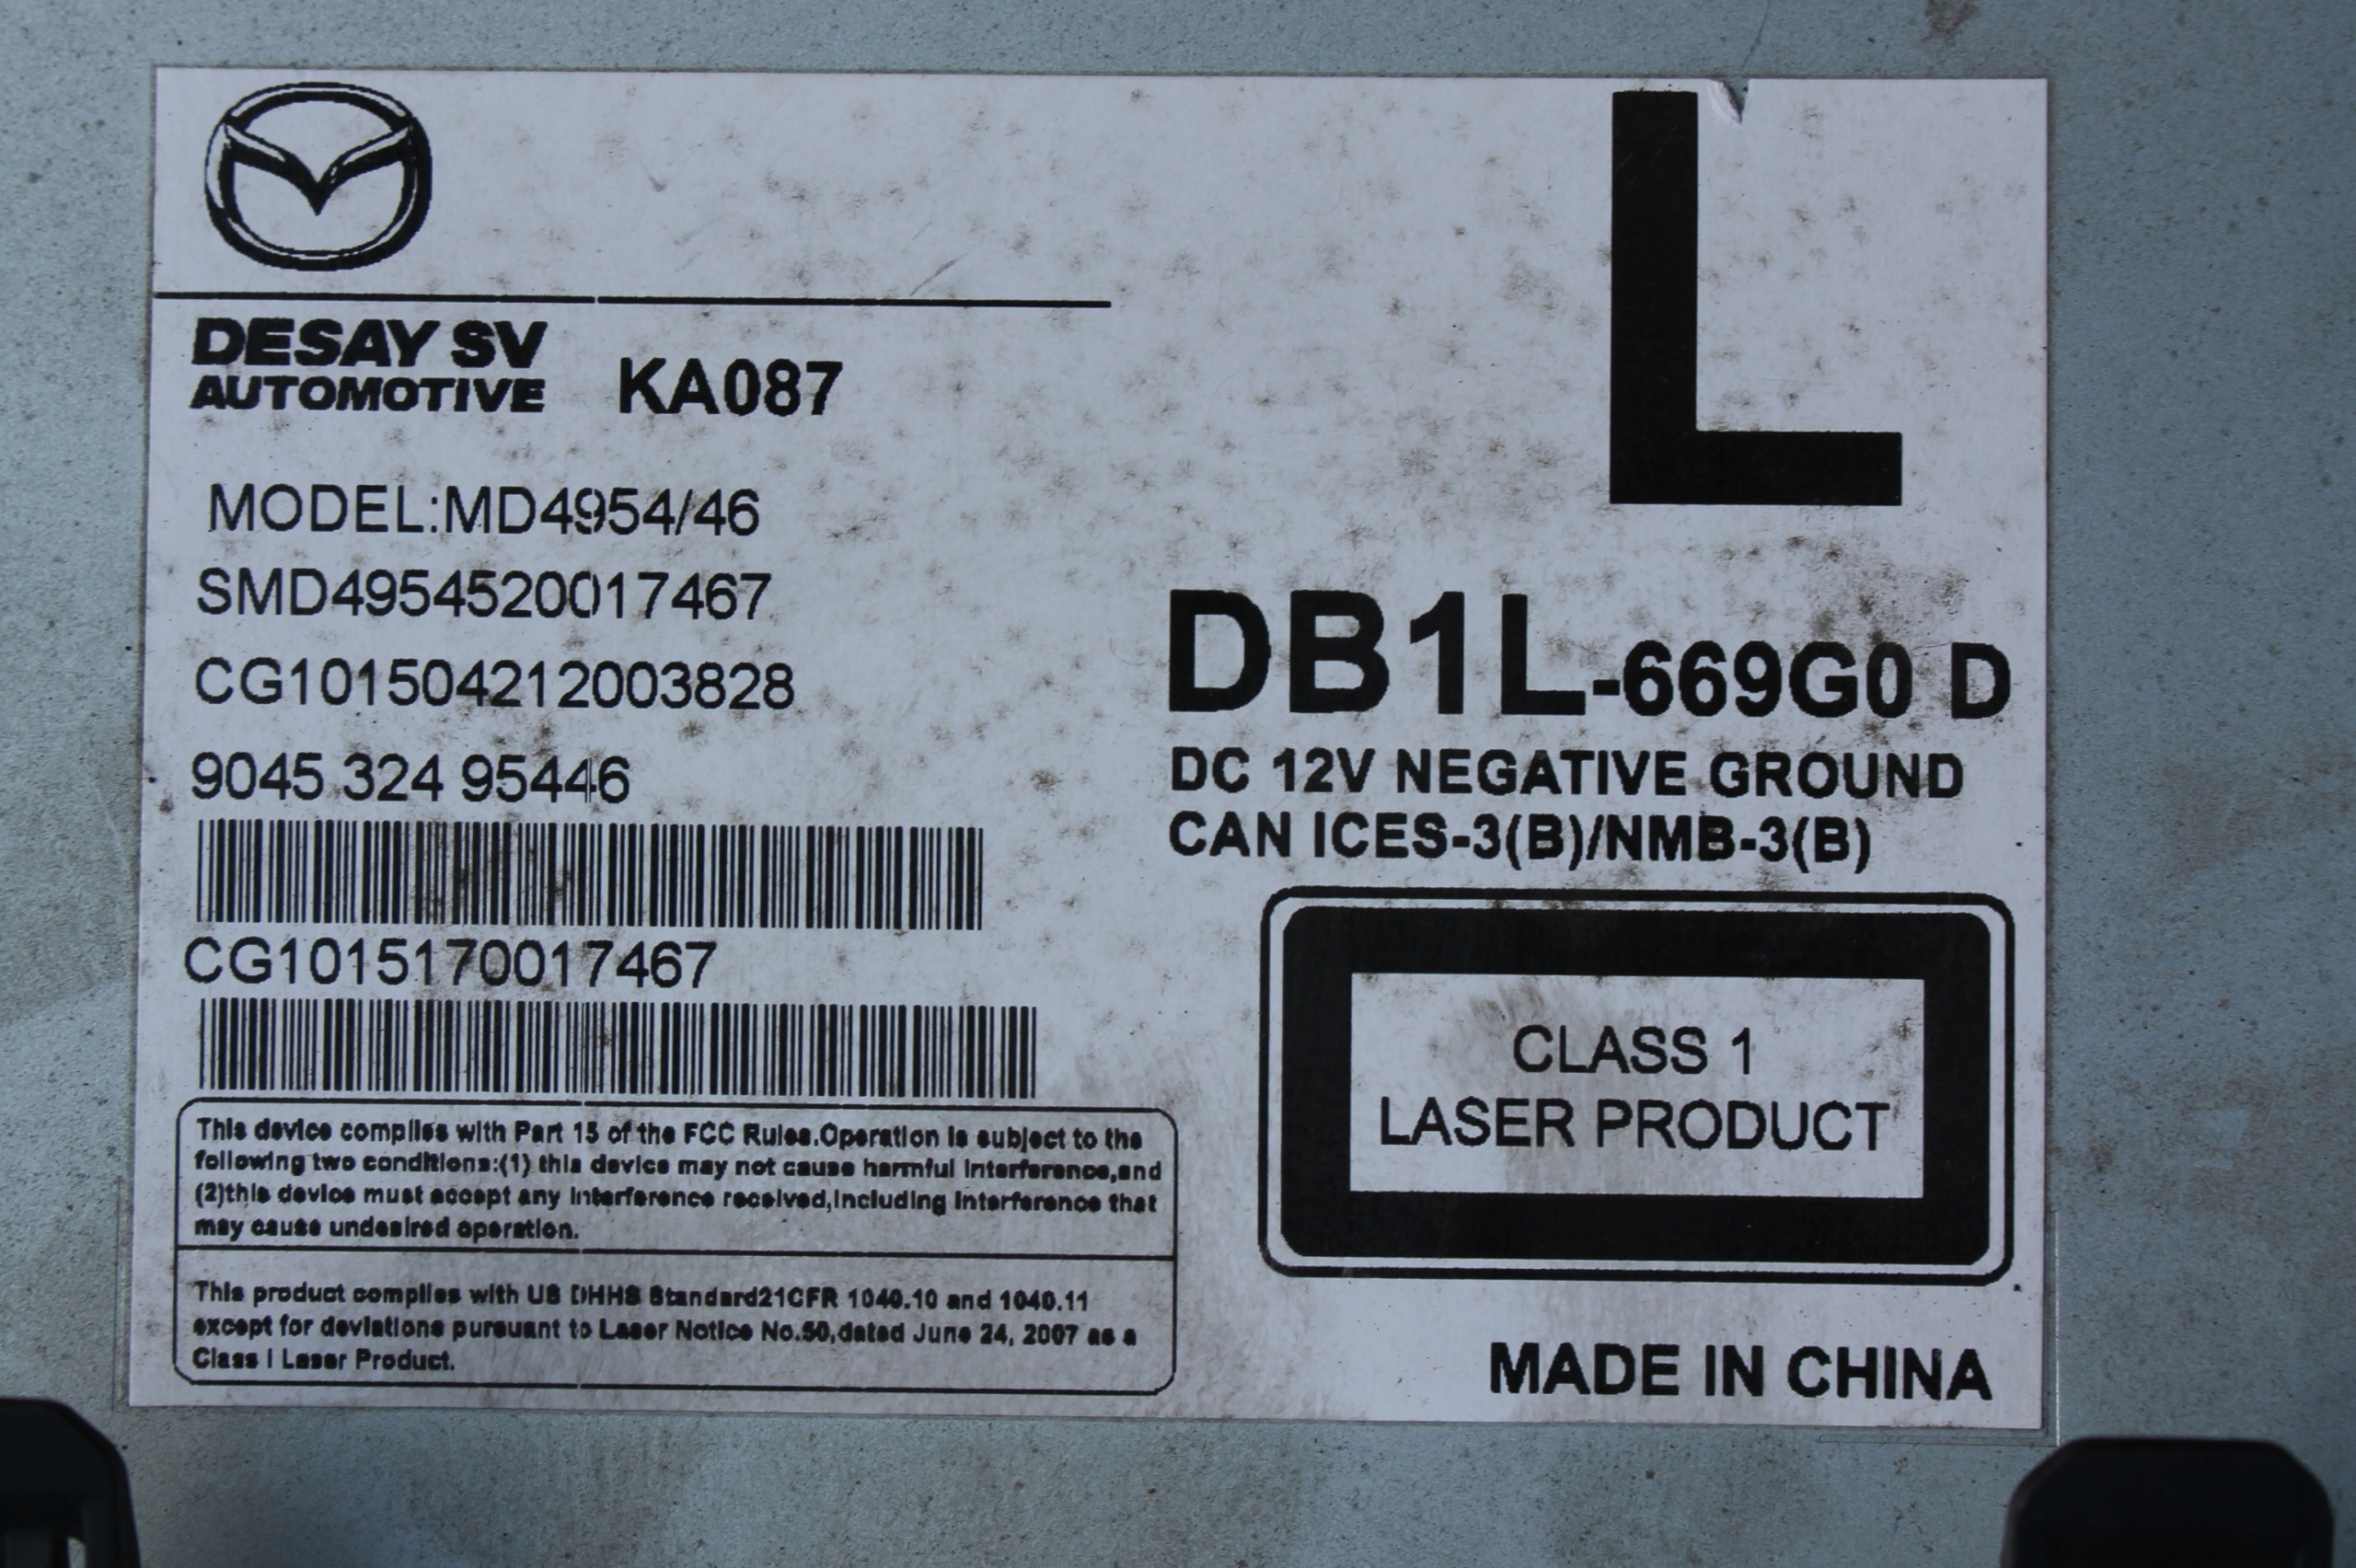 DESAY SV
AUTOMOTIVE KA087
MODEL:MD4954/46
SMD4954520017467
CG101504212003828
9045 324 95446
CG1015170017467
This device complies with Part 15 of the FCC Rules.Operation is subject to the
following two conditions:(1) this device may not cause harmful interference,and
(2)this device must accept any interference received,including interference that
may cause undesired operation.
This product complies with US DHHS Standard21CFR 1040.10 and 1040.11
except for deviations pursuant to Laser Notice No.50,dated June 24, 2007 as a
Class I Laser Product.
L
DB1L-669G0 D
DC 12V NEGATIVE GROUND
CAN ICES-3(B)/NMB-3(B)
CLASS 1
LASER PRODUCT
MADE IN CHINA